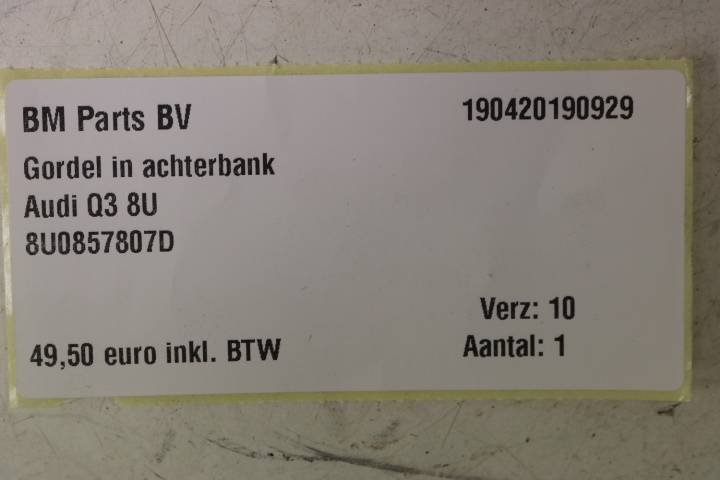 BM Parts BV
190420190929
Gordel in achterbank
Audi Q3 8U
8U0857807D
Verz: 10
49,50 euro inkl. BTW
Aantal: 1